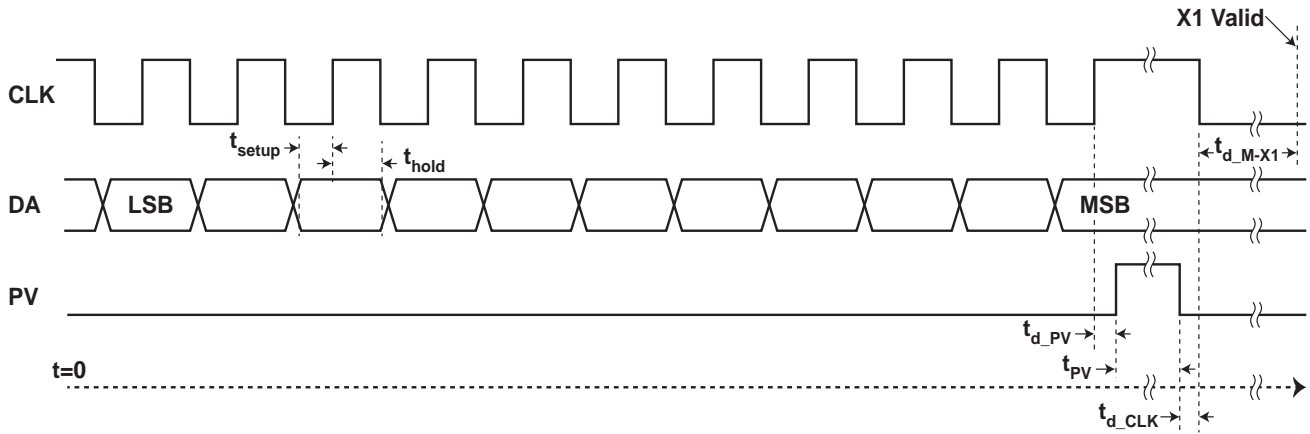 X1 Valid
CLK
t_setup
t_hold
t_d_M-X1
DA
LSB
MSB
PV
t_d_PV
t=0
t_PV
t_d_CLK